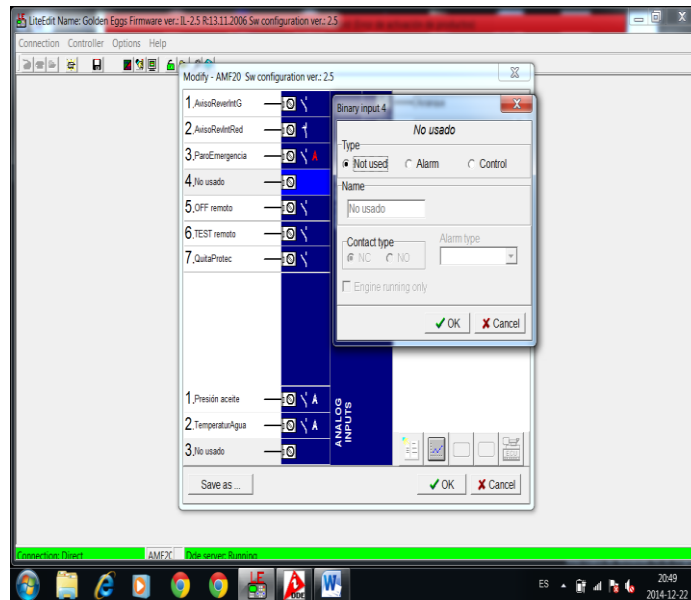 LiteEdit Name: Golden Eggs Firmware ver.: IL-2.5 R:13.11.2006 Sw configuration ver.: 2.5
Connection Controller Options Help
Modify - AMF20 Sw configuration ver.: 2.5
1.AvisoReverIntG
2.AvisoRevIntRed
3.ParoEmergencia A
4.No usado
5.OFF remoto
6.TEST remoto
7.QuitaProtec
Binary input 4
No usado
Type
Not used Alarm Control
Name
No usado
Contact type Alarm type
NC NO
Engine running only
OK Cancel
1.Presión aceite A
2.TemperaturAgua A
3.No usado
ANALOG
INPUTS
ECU
Save as ... OK Cancel
Connection: Direct AMF2 Dde server: Running
LE DDE W ES 20:49
2014-12-22